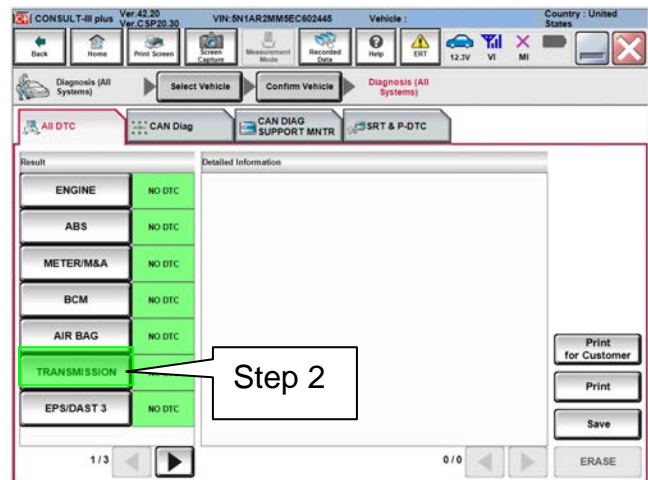 CONSULT-III plus Ver.42.20
Ver.CSP20.30
VIN:5N1AR2MM5EC602445
Vehicle :
Country : United
States
Back
Home
Print Screen
Screen
Capture
Measurement
Mode
Recorded
Data
Help
ERT
12.3V
VI
MI
Diagnosis (All
Systems)
Select Vehicle
Confirm Vehicle
Diagnosis (All
Systems)
All DTC
CAN Diag
CAN DIAG
SUPPORT MNTR
SRT & P-DTC
Result
Detailed Information
ENGINE NO DTC
ABS NO DTC
METER/M&A NO DTC
BCM NO DTC
AIR BAG NO DTC
TRANSMISSION
EPS/DAST 3 NO DTC
Step 2
Print
for Customer
Print
Save
ERASE
1/3
0/0